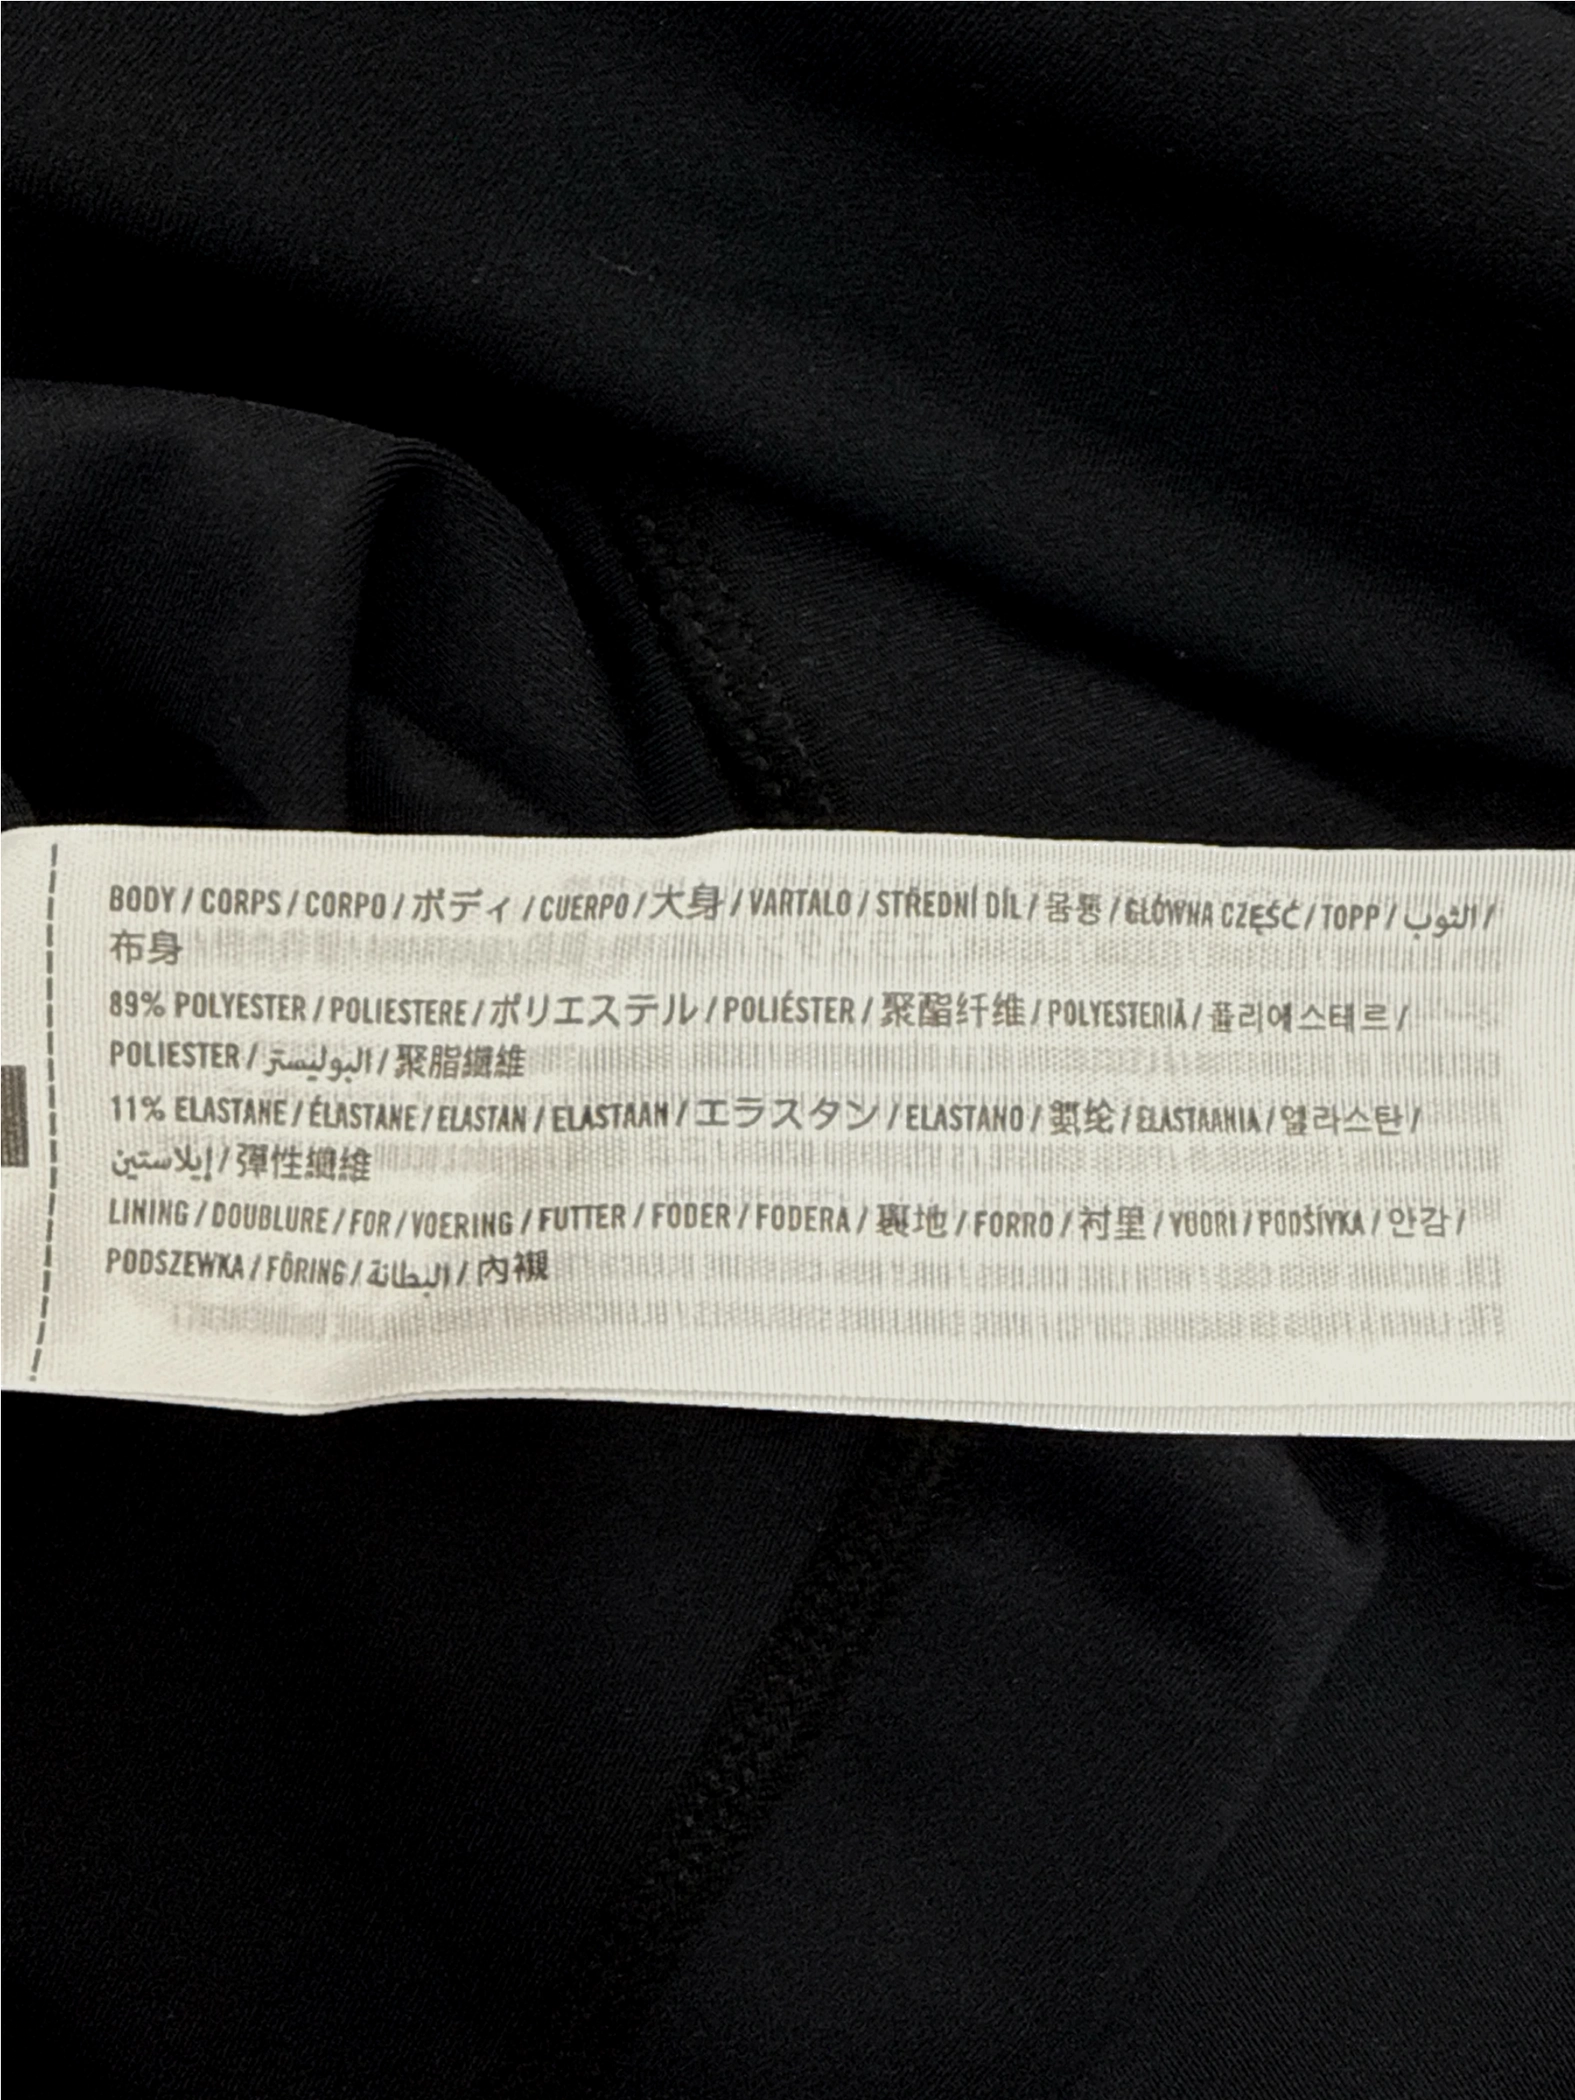 BODY / CORPS / CORPO / ボディ / CUERPO / 大身 / VARTALO / STŘEDNÍ DÍL / 몸통 / GŁÓWNA CZĘŚĆ / TOPP / الثوب /
布身
89% POLYESTER / POLIESTERE / ポリエステル / POLIÉSTER / 聚酯纤维 / POLYESTERIÄ / 폴리에스테르 /
POLIESTER / البوليستر / 聚脂纖維
11% ELASTANE / ÉLASTANE / ELASTAN / ELASTAAN / エラスタン / ELASTANO / 氨纶 / ELASTAANIA / 엘라스탄 /
إيلاستين / 彈性纖維
LINING / DOUBLURE / FOR / VOERING / FUTTER / FODER / FODERA / 裏地 / FORRO / 衬里 / VUORI / PODŠÍVKA / 안감 /
PODSZEWKA / FÔRING / البطانة / 內襯